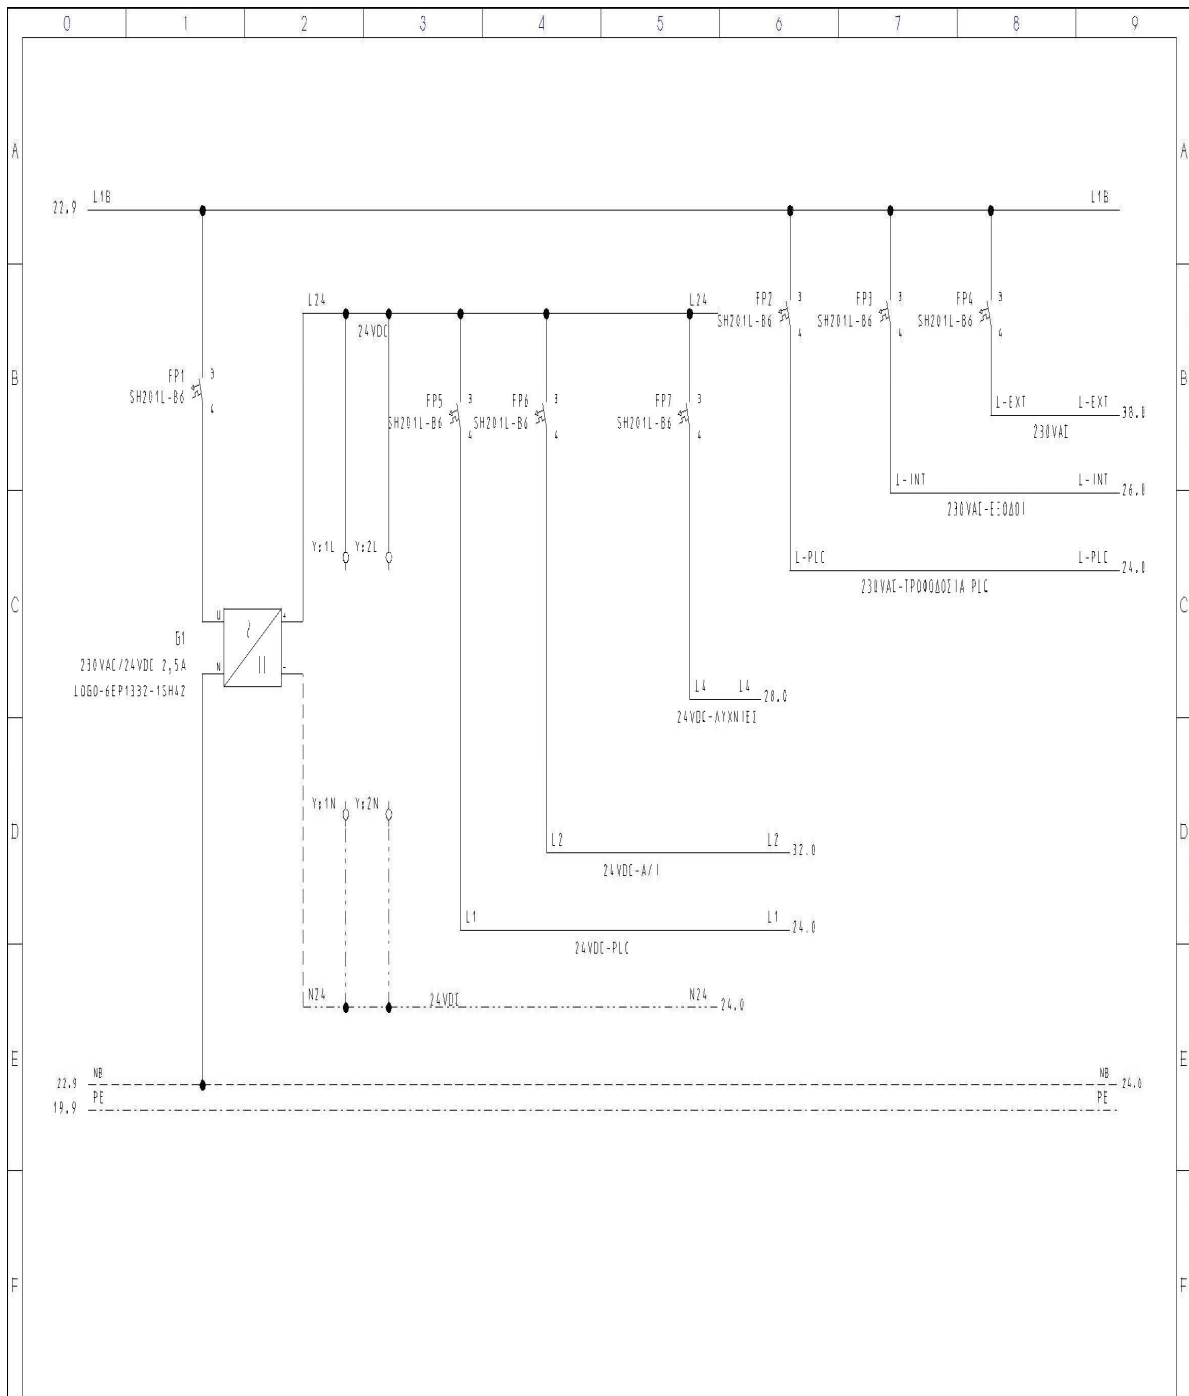 0 1 2 3 4 5 6 7 8 9
A A
L1B L1B
22.9
L24 L24
24VDC
FP2 3
SH201L-B6
4
FP3 3
SH201L-B6
4
FP4 3
SH201L-B6
4
B B
FP1 3
SH201L-B6
4
FP5 3
SH201L-B6
4
FP6 3
SH201L-B6
4
FP7 3
SH201L-B6
4
L-EXT L-EXT
38.0
230VAC
L-INT L-INT
26.0
230VAC-ΕΞΟΔΟΙ
Y:1L Y:2L
L-PLC L-PLC
24.0
230VAC-ΤΡΟΦΟΔΟΣΙΑ PLC
C C
U +
G1
230VAC/24VDC 2,5A
N -
LOGO-6EP1332-1SH42
L4 L4
28.0
24VDC-ΛΥΧΝΙΕΣ
Y:1N Y:2N
D D
L2 L2
32.0
24VDC-A/I
L1 L1
24.0
24VDC-PLC
N24 24VDC N24
24.0
E E
NB NB
22.9 24.0
PE PE
19.9
F F